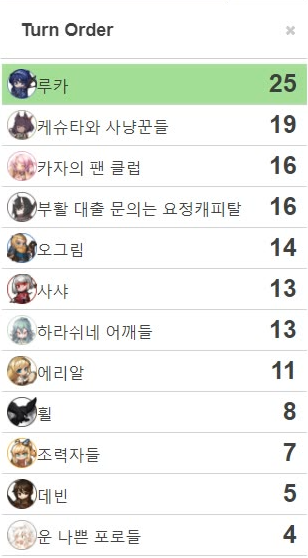 Turn Order ×
루카 25
케슈타와 사냥꾼들 19
카자의 팬 클럽 16
부활 대출 문의는 요정캐피탈 16
오그림 14
사샤 13
하라쉬네 어깨들 13
에리알 11
휠 8
조력자들 7
데빈 5
운 나쁜 포로들 4